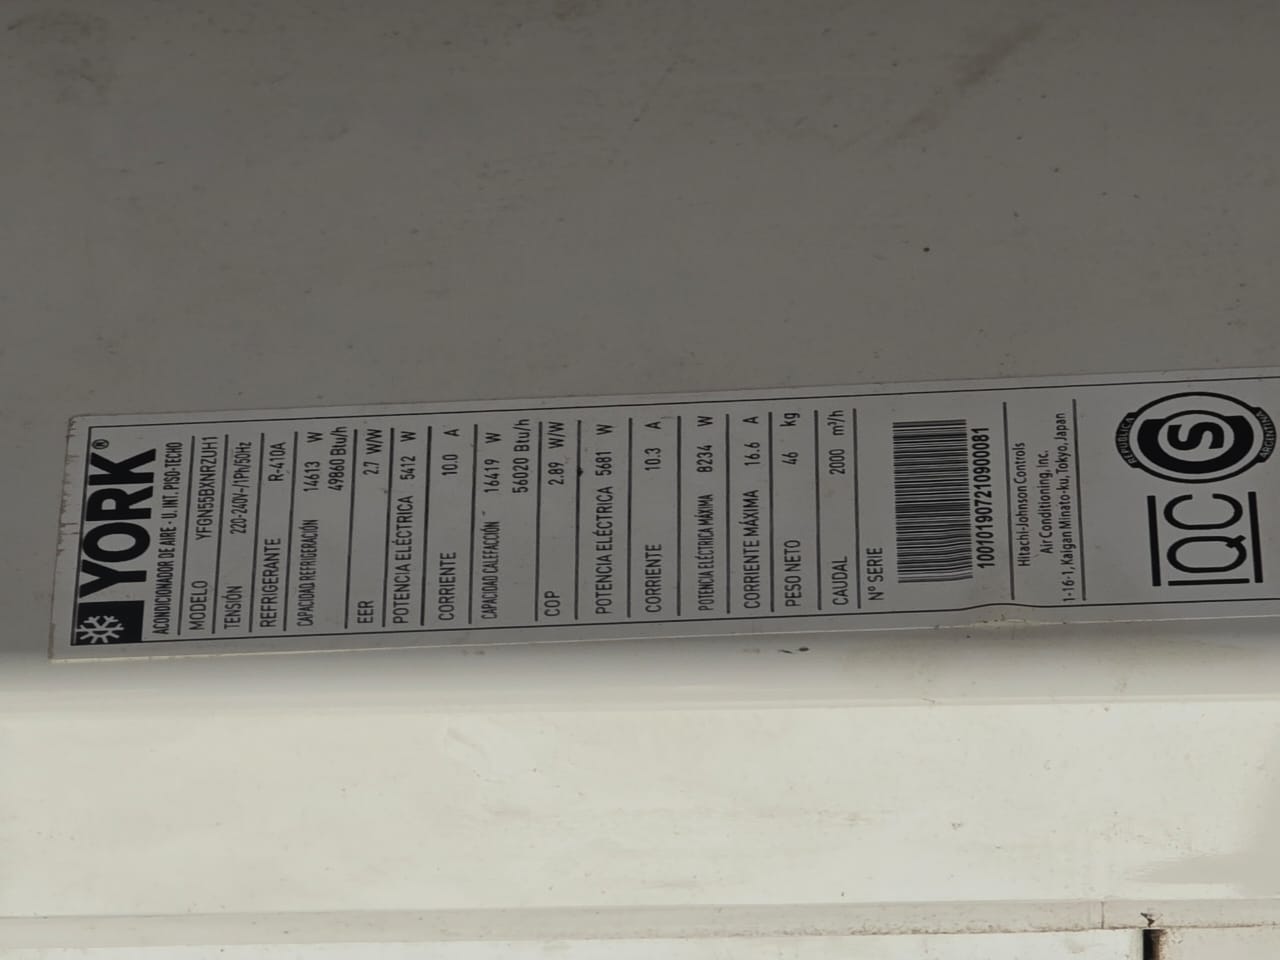 YORK®
ACONDICIONADOR DE AIRE - U. INT. PISO-TECHO
MODELO YFGN55BXNRZUH1
TENSIÓN 220-240V~/1Ph/50Hz
REFRIGERANTE R-410A
CAPACIDAD REFRIGERACIÓN 14613 W
49860 Btu/h
EER 2.7 W/W
POTENCIA ELÉCTRICA 5412 W
CORRIENTE 10.0 A
CAPACIDAD CALEFACCIÓN 16419 W
56020 Btu/h
COP 2.89 W/W
POTENCIA ELÉCTRICA 5681 W
CORRIENTE 10.3 A
POTENCIA ELÉCTRICA MÁXIMA 8234 W
CORRIENTE MÁXIMA 16.6 A
PESO NETO 46 kg
CAUDAL 2000 m³/h
Nº SERIE
100101907210900081
Hitachi-Johnson Controls
Air Conditioning, Inc.
1-16-1, Kaigan Minato-ku, Tokyo, Japan
IQC
REPUBLICA
S
ARGENTINA